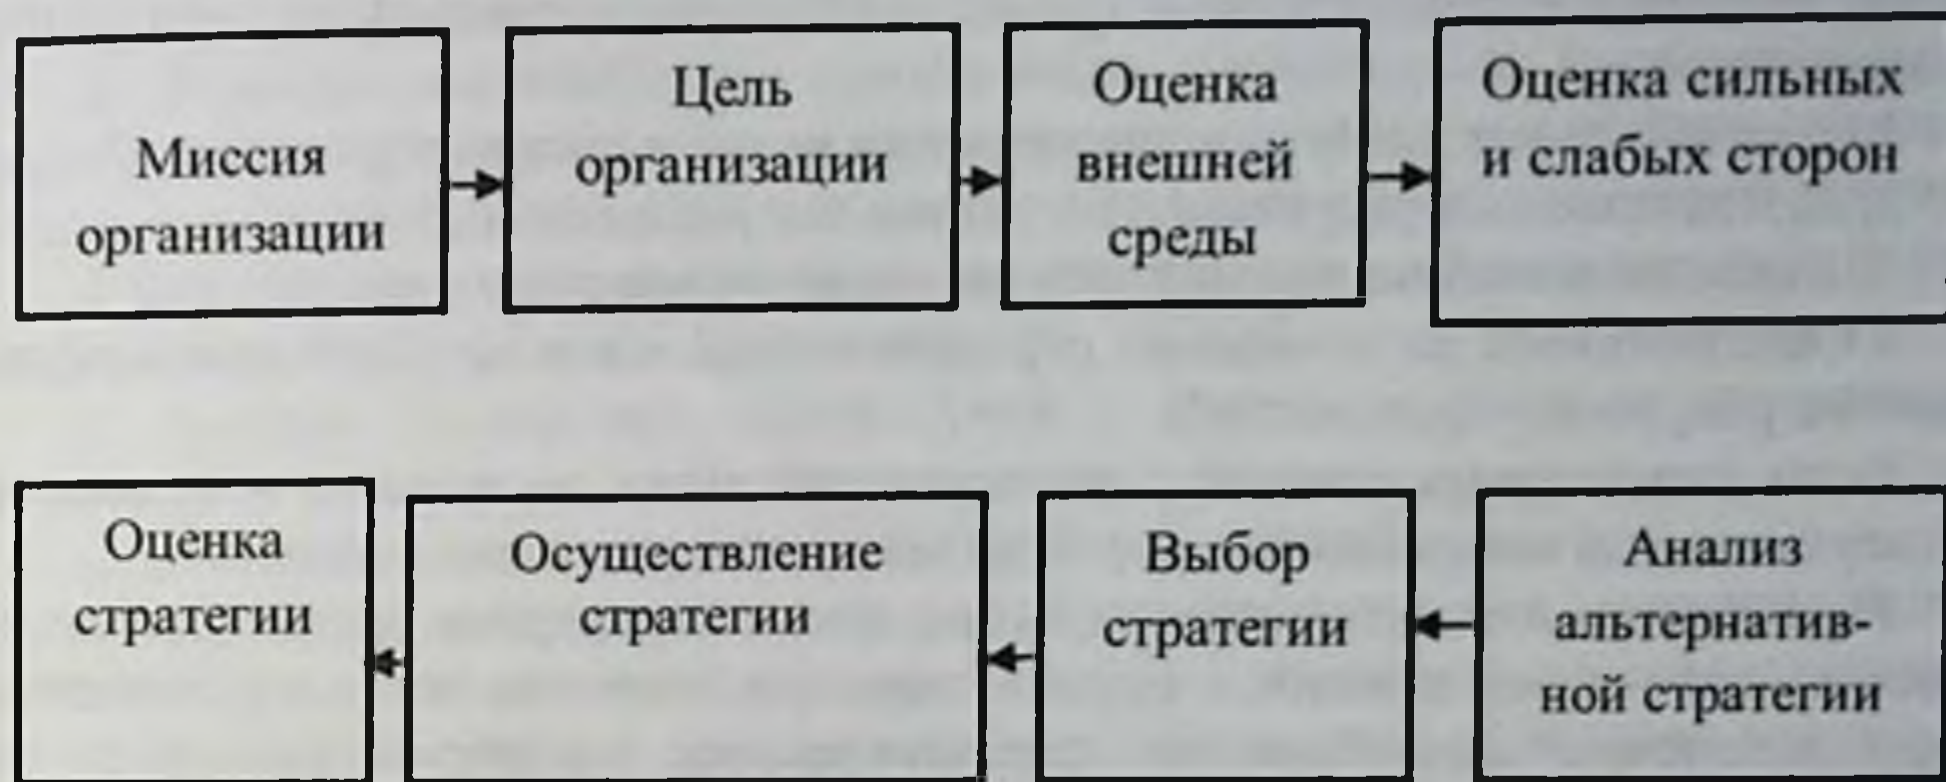 Миссия
организации
Цель
организации
Оценка
внешней
среды
Оценка сильных
и слабых сторон
Оценка
стратегии
Осуществление
стратегии
Выбор
стратегии
Анализ
альтернатив-
ной стратегии